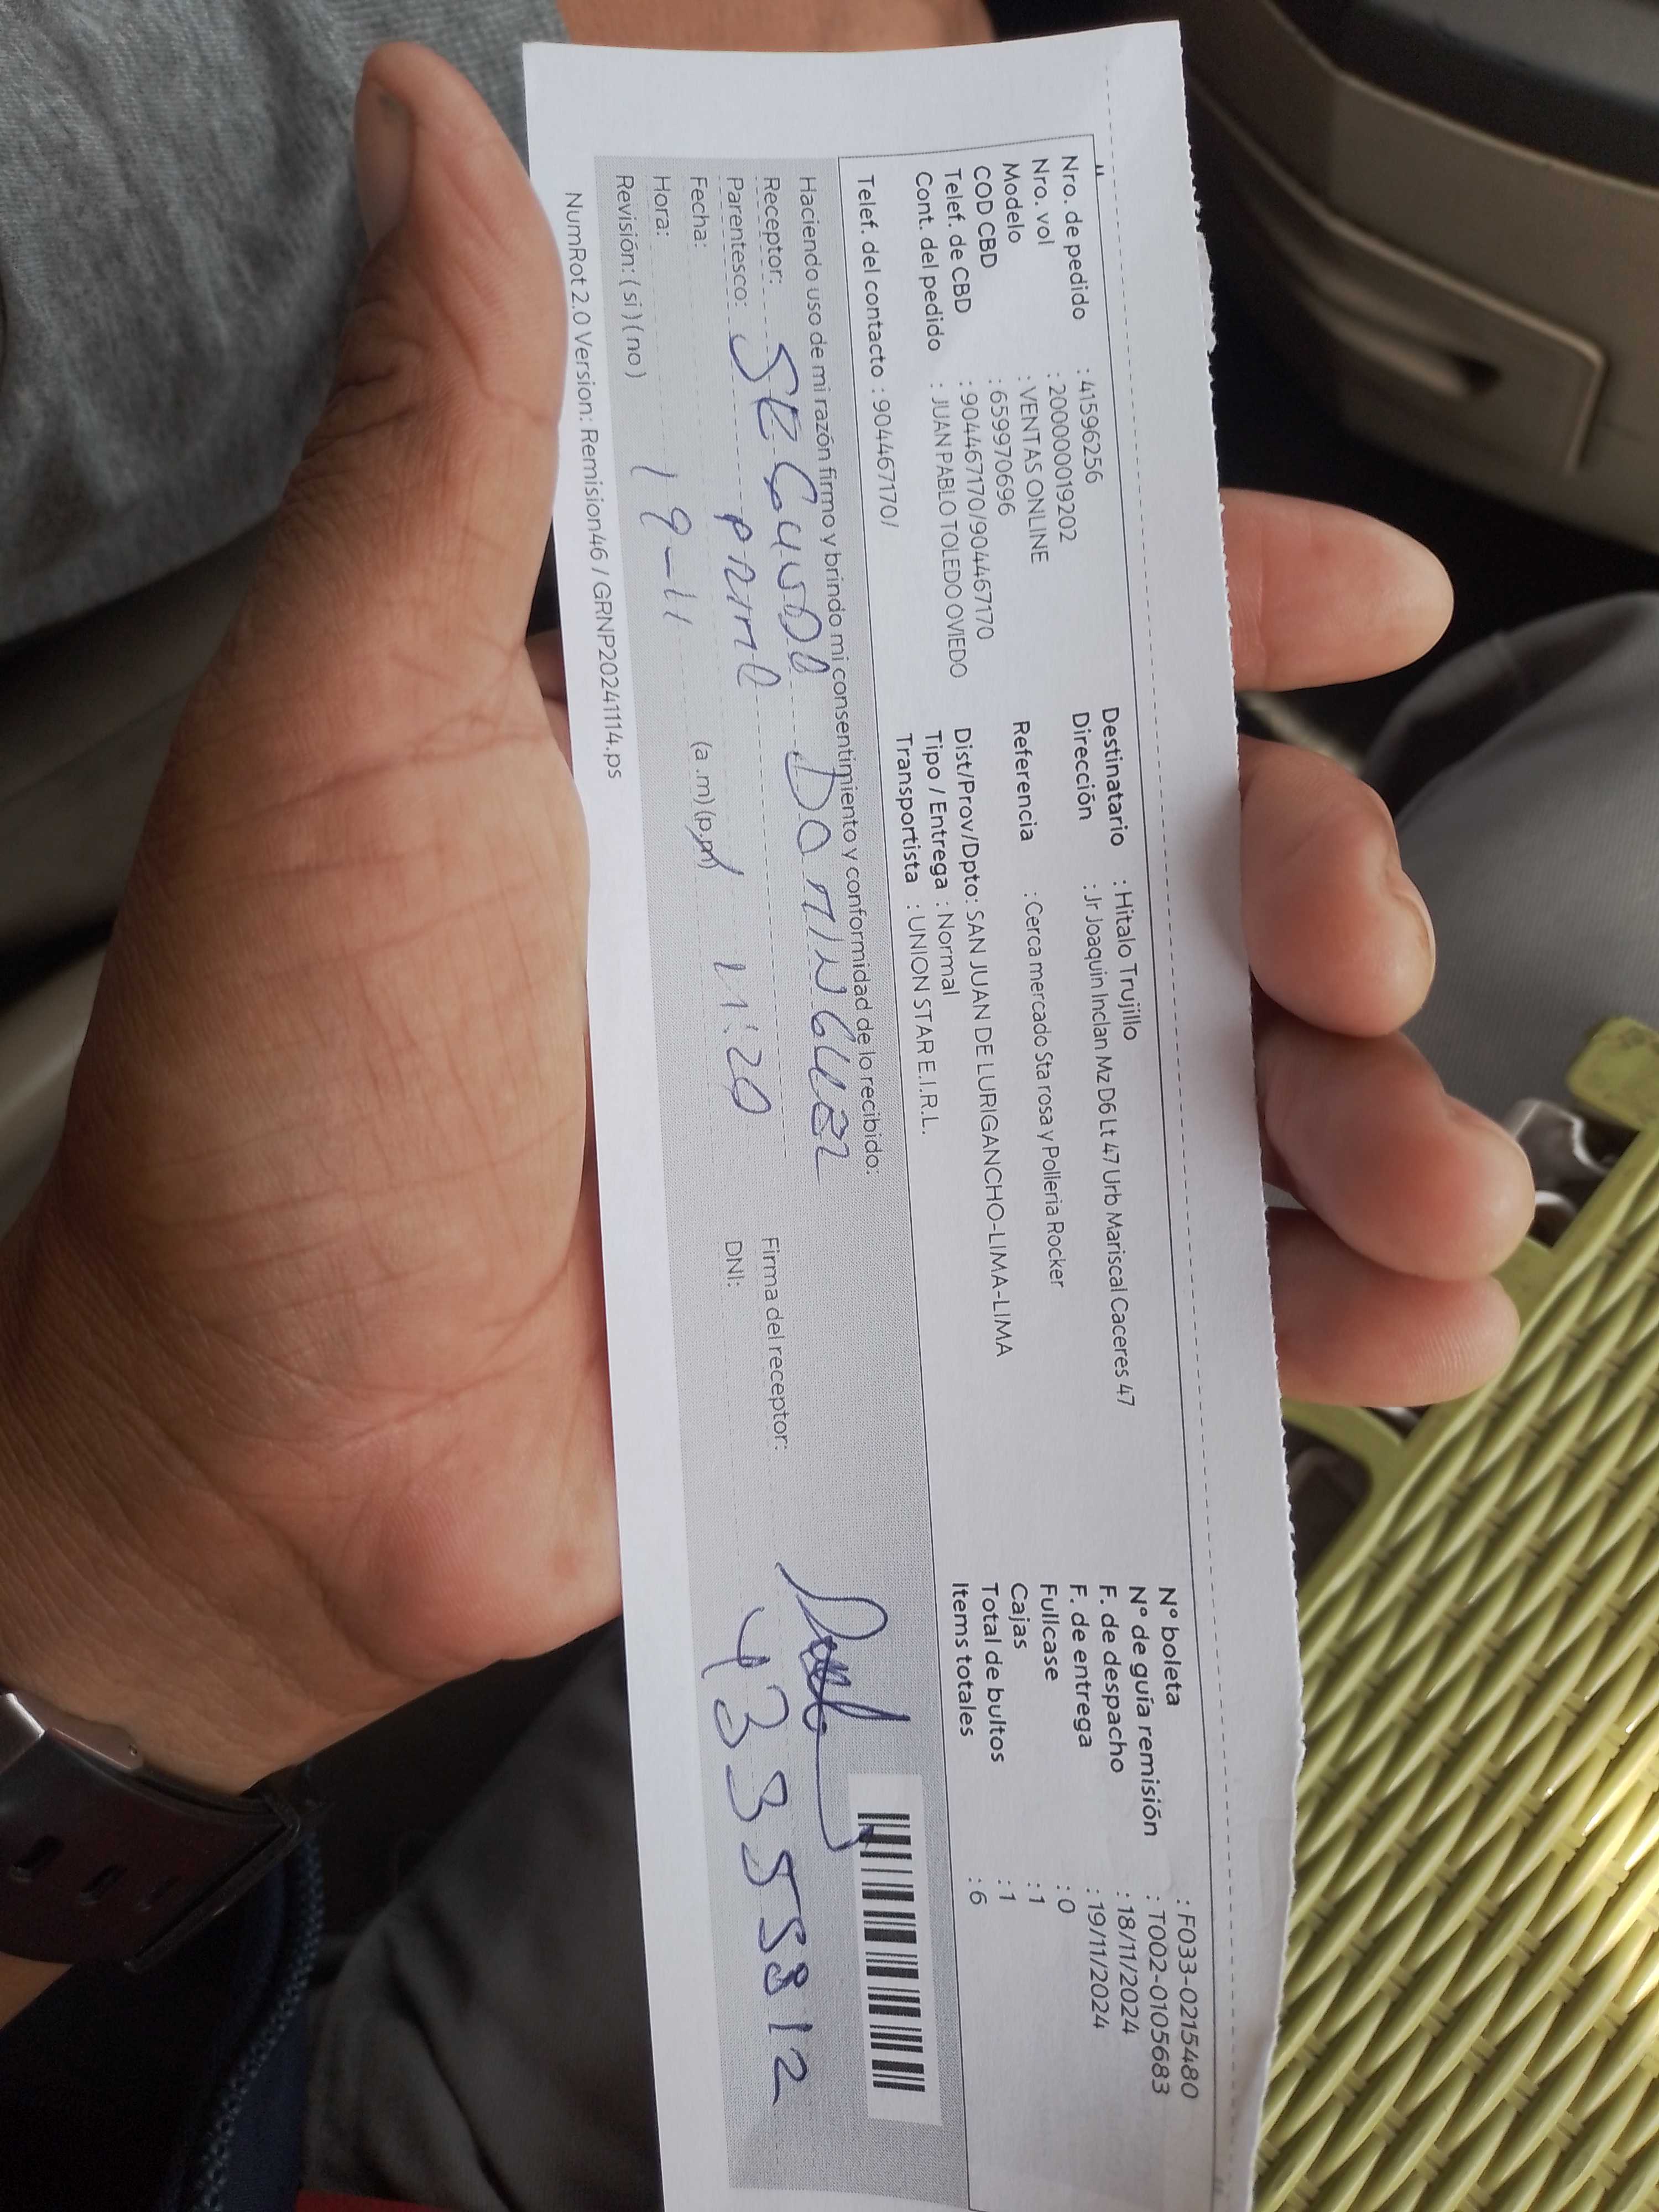 Nro. de pedido : 41596256
Nro. vol : 2000000019202
Modelo : VENTAS ONLINE
COD CBD : 659970696
Telef. de CBD : 904467170/904467170
Cont. del pedido : JUAN PABLO TOLEDO OVIEDO
Telef. del contacto : 904467170/
Destinatario : Hitalo Trujillo
Dirección : Jr Joaquin Inclan Mz D6 Lt 47 Urb Mariscal Caceres 47
Referencia : Cerca mercado Sta rosa y Polleria Rocker
Dist/Prov/Dpto: SAN JUAN DE LURIGANCHO-LIMA-LIMA
Tipo / Entrega : Normal
Transportista : UNION STAR E.I.R.L.
N° boleta : F033-0215480
N° de guía remisión : T002-0105683
F. de despacho : 18/11/2024
F. de entrega : 19/11/2024
Fullcase : 0
Cajas : 1
Total de bultos : 1
Items totales : 6
Haciendo uso de mi razón firmo y brindo mi consentimiento y conformidad de lo recibido:
Receptor: SEGUNDO DOMINGUEZ
Parentesco: PRIMO
Fecha: 19-11
Hora: (a .m) (p.m) 11:20
Revisión: ( si ) ( no )
Firma del receptor:
DNI: 43355812
NumRot 2.0 Version: Remision46 / GRNP20241114.ps